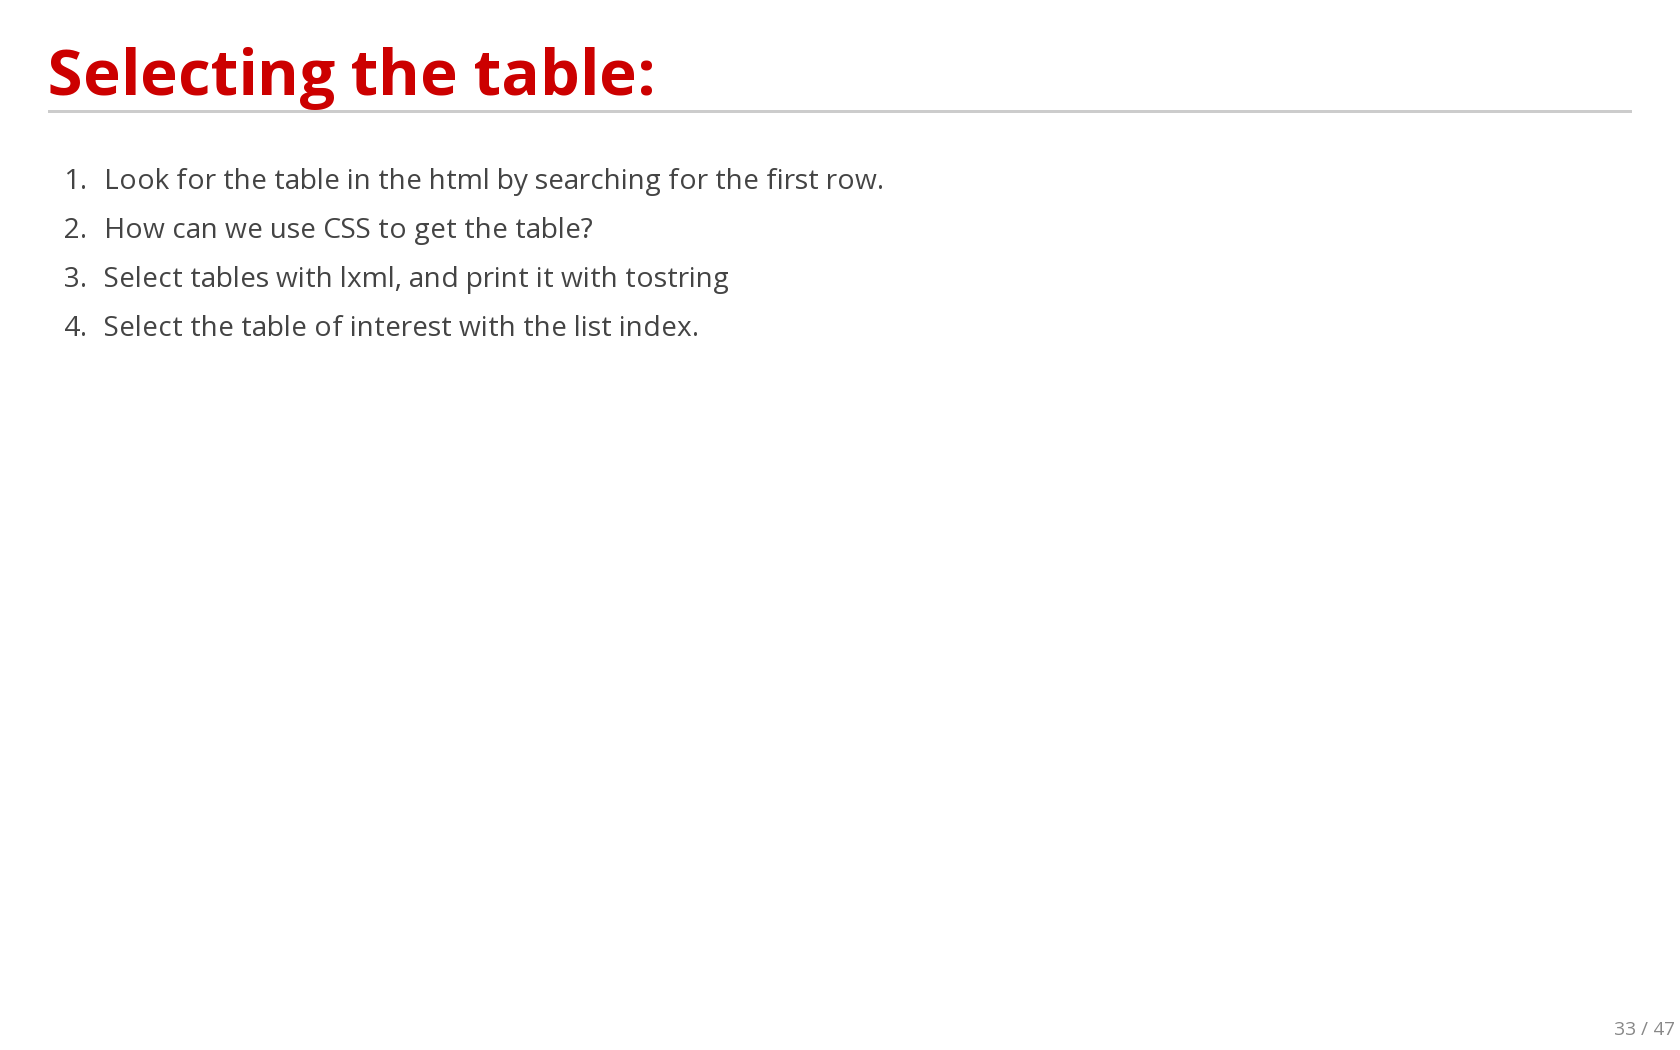 Selecting the table:
1. Look for the table in the html by searching for the first row.
2. How can we use CSS to get the table?
3. Select tables with lxml, and print it with tostring
4. Select the table of interest with the list index.
33 / 47